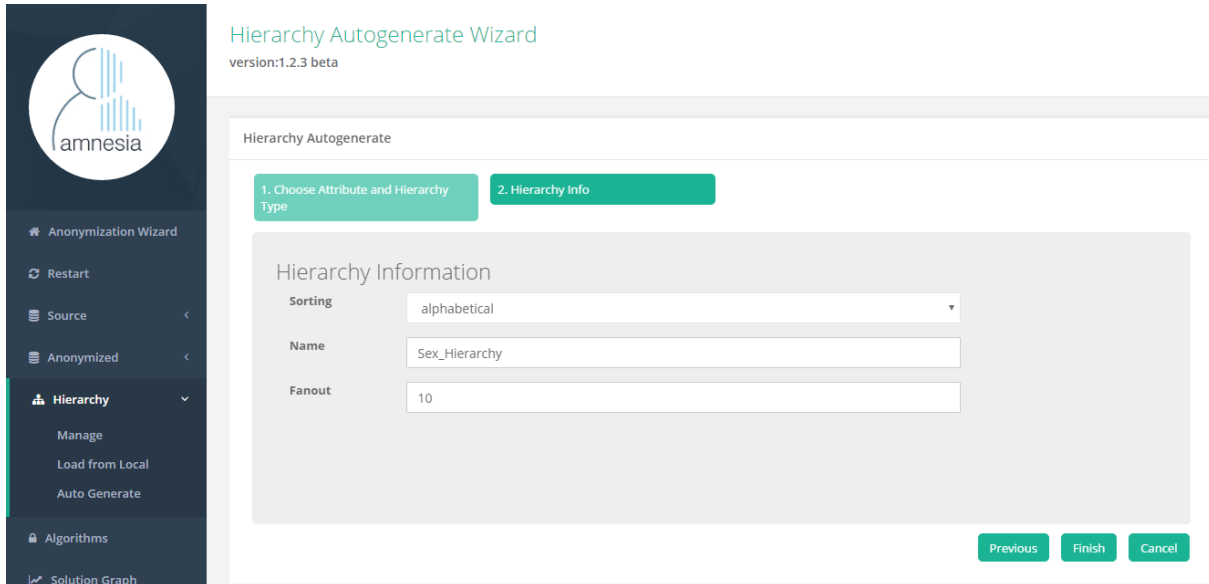 amnesia
Anonymization Wizard
Restart
Source
Anonymized
Hierarchy
Manage
Load from Local
Auto Generate
Algorithms
Solution Graph
Hierarchy Autogenerate Wizard
version:1.2.3 beta
Hierarchy Autogenerate
1. Choose Attribute and Hierarchy
Type
2. Hierarchy Info
Hierarchy Information
Sorting
alphabetical
Name
Sex_Hierarchy
Fanout
10
Previous
Finish
Cancel